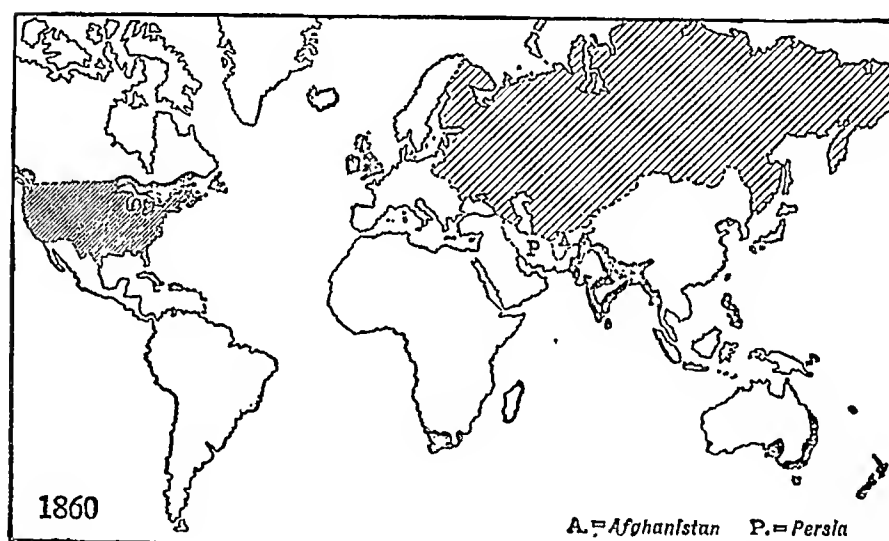 P
A
1860
A. = Afghanistan P. = Persia